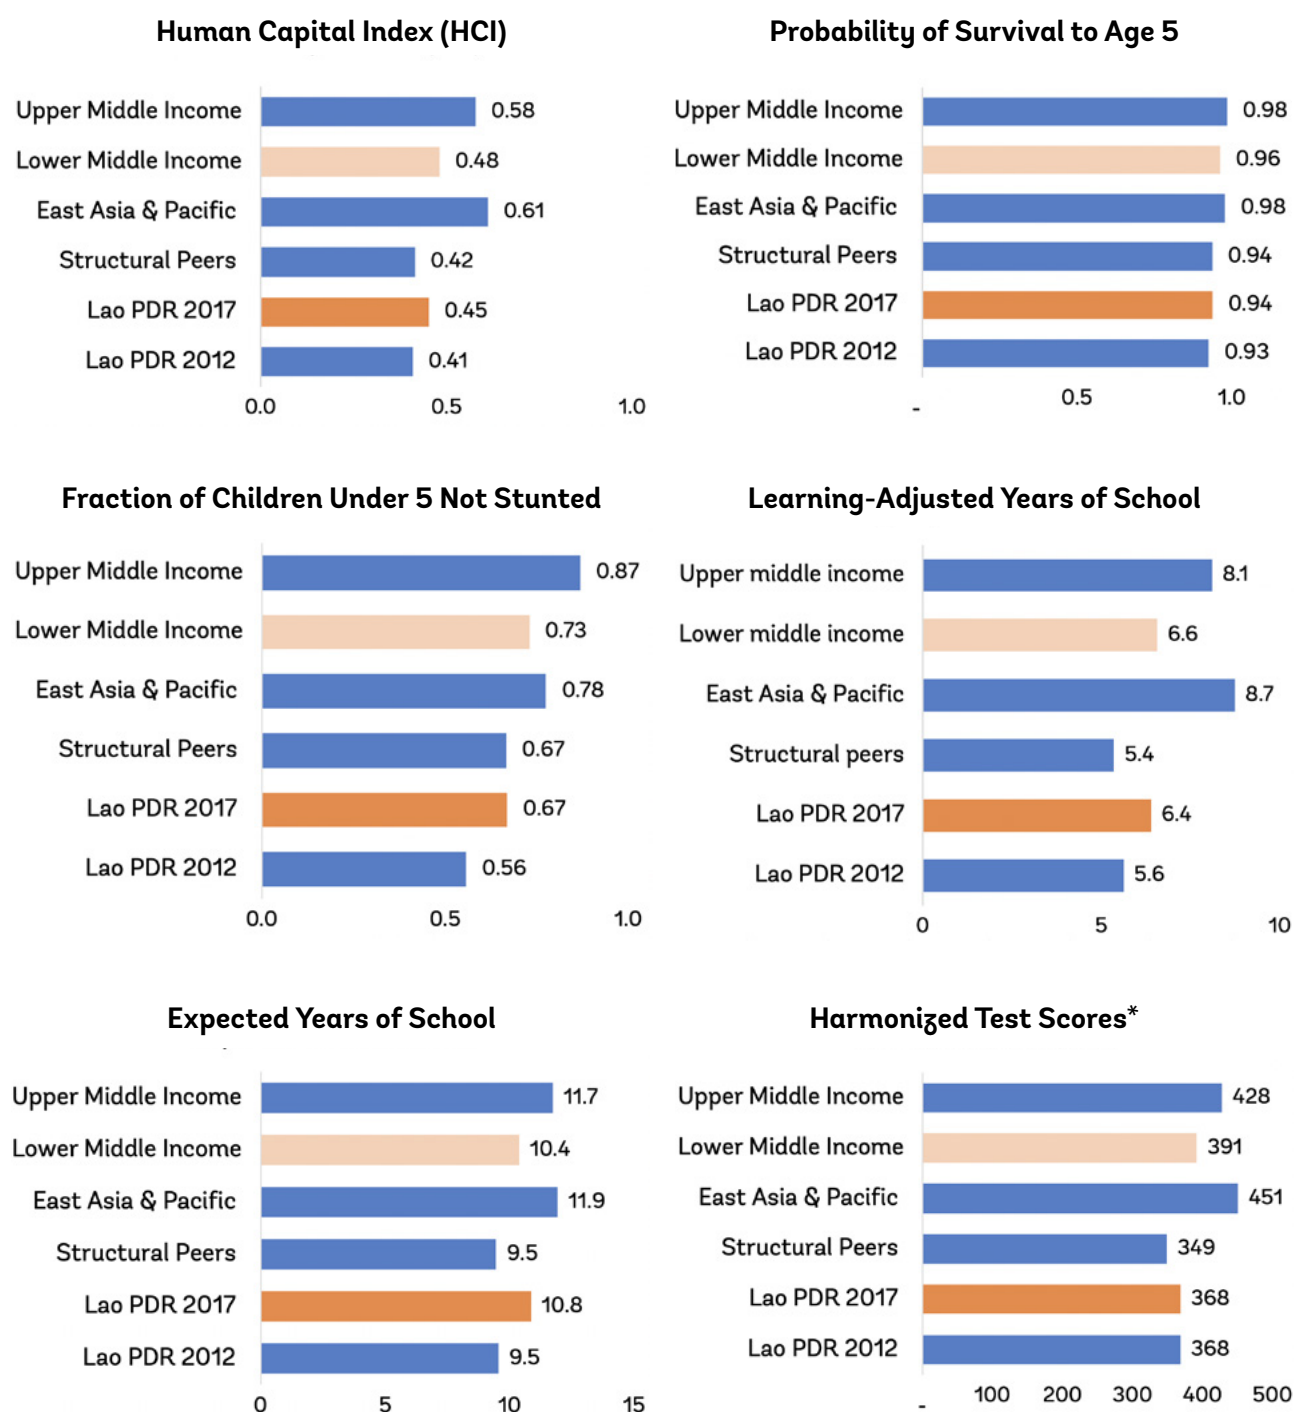 Human Capital Index (HCI)
Upper Middle Income 0.58
Lower Middle Income 0.48
East Asia & Pacific 0.61
Structural Peers 0.42
Lao PDR 2017 0.45
Lao PDR 2012 0.41
0.0 0.5 1.0
Probability of Survival to Age 5
Upper Middle Income 0.98
Lower Middle Income 0.96
East Asia & Pacific 0.98
Structural Peers 0.94
Lao PDR 2017 0.94
Lao PDR 2012 0.93
- 0.5 1.0
Fraction of Children Under 5 Not Stunted
Upper Middle Income 0.87
Lower Middle Income 0.73
East Asia & Pacific 0.78
Structural Peers 0.67
Lao PDR 2017 0.67
Lao PDR 2012 0.56
0.0 0.5 1.0
Learning-Adjusted Years of School
Upper middle income 8.1
Lower middle income 6.6
East Asia & Pacific 8.7
Structural peers 5.4
Lao PDR 2017 6.4
Lao PDR 2012 5.6
0 5 10
Expected Years of School
Upper Middle Income 11.7
Lower Middle Income 10.4
East Asia & Pacific 11.9
Structural Peers 9.5
Lao PDR 2017 10.8
Lao PDR 2012 9.5
0 5 10 15
Harmonized Test Scores*
Upper Middle Income 428
Lower Middle Income 391
East Asia & Pacific 451
Structural Peers 349
Lao PDR 2017 368
Lao PDR 2012 368
- 100 200 300 400 500